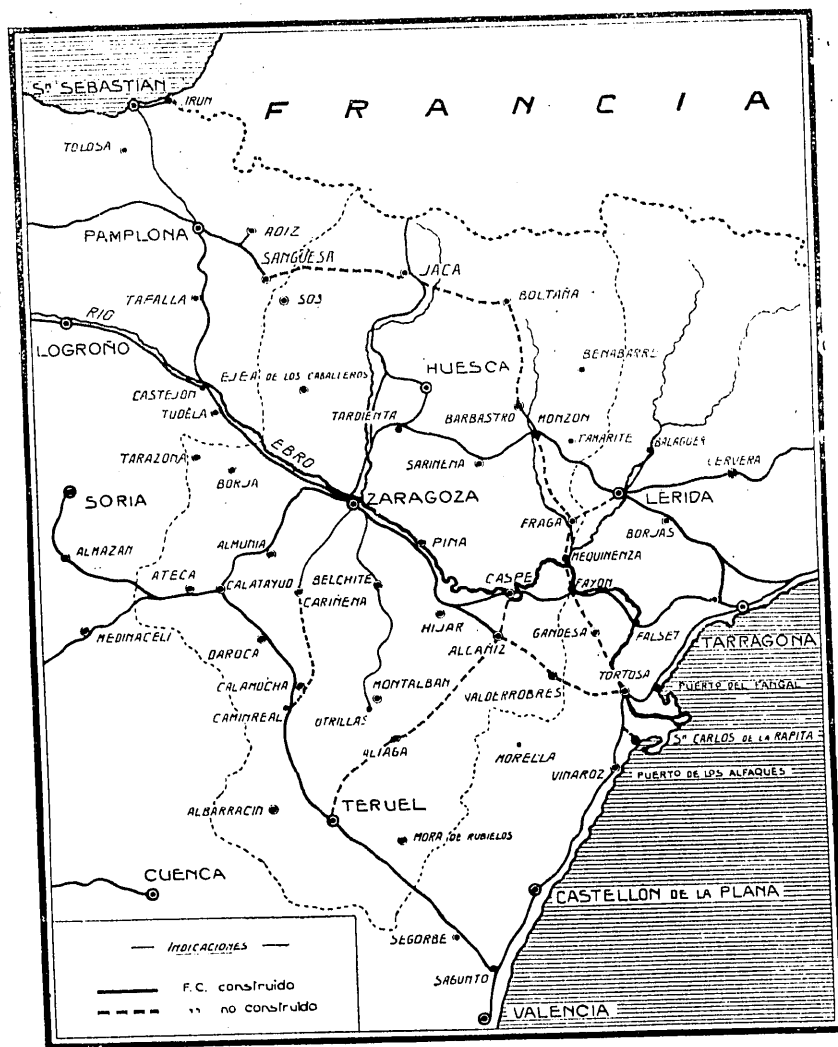 Sn SEBASTIAN
IRUN
F R A N C I A
TOLOSA
PAMPLONA
AOIZ
SANGUESA
JACA
TAFALLA
SOS
BOLTAÑA
RIO
LOGROÑO
HUESCA
BENABARRE
EJEA DE LOS CABALLEROS
CASTEJON
TUDELA
TARDIENTA
BARBASTRO
MONZON
TAMARITE
BALAGUER
EBRO
TARAZONA
BORJA
SARIÑENA
CERVERA
SORIA
ZARAGOZA
LERIDA
FRAGA
BORJAS
ALMAZAN
ALMUNIA
PINA
MEQUINENZA
ATECA
CALATAYUD
CARIÑENA
BELCHITE
CASPE
FAYON
MEDINACELI
DAROCA
HIJAR
ALCAÑIZ
GANDESA
FALSET
TARRAGONA
CALAMOCHA
MONTALBAN
VALDERROBRES
TORTOSA
PUERTO DEL FANGAL
CAMINREAL
UTRILLAS
ALIAGA
MORELLA
Sn CARLOS DE LA RAPITA
VINAROZ
PUERTO DE LOS ALFAQUES
ALBARRACIN
TERUEL
MORA DE RUBIELOS
CUENCA
CASTELLON DE LA PLANA
INDICACIONES
SEGORBE
F.C. construido
" no construido
SAGUNTO
VALENCIA